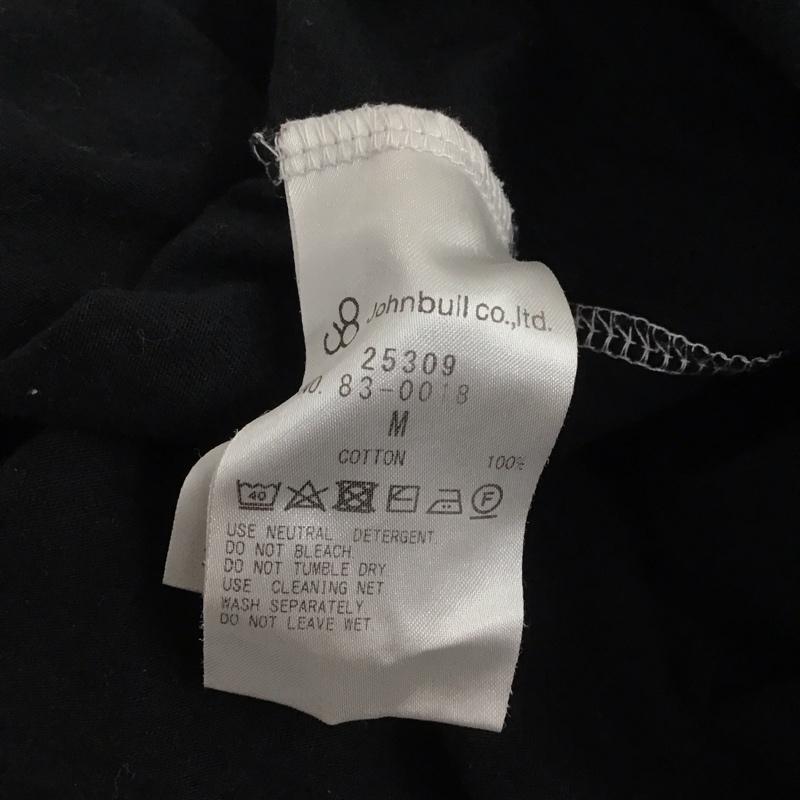 Johnbull co.,ltd.
25309
NO. 83-0018
M
COTTON 100%
40
F
USE NEUTRAL DETERGENT
DO NOT BLEACH
DO NOT TUMBLE DRY
USE CLEANING NET
WASH SEPARATELY
DO NOT LEAVE WET